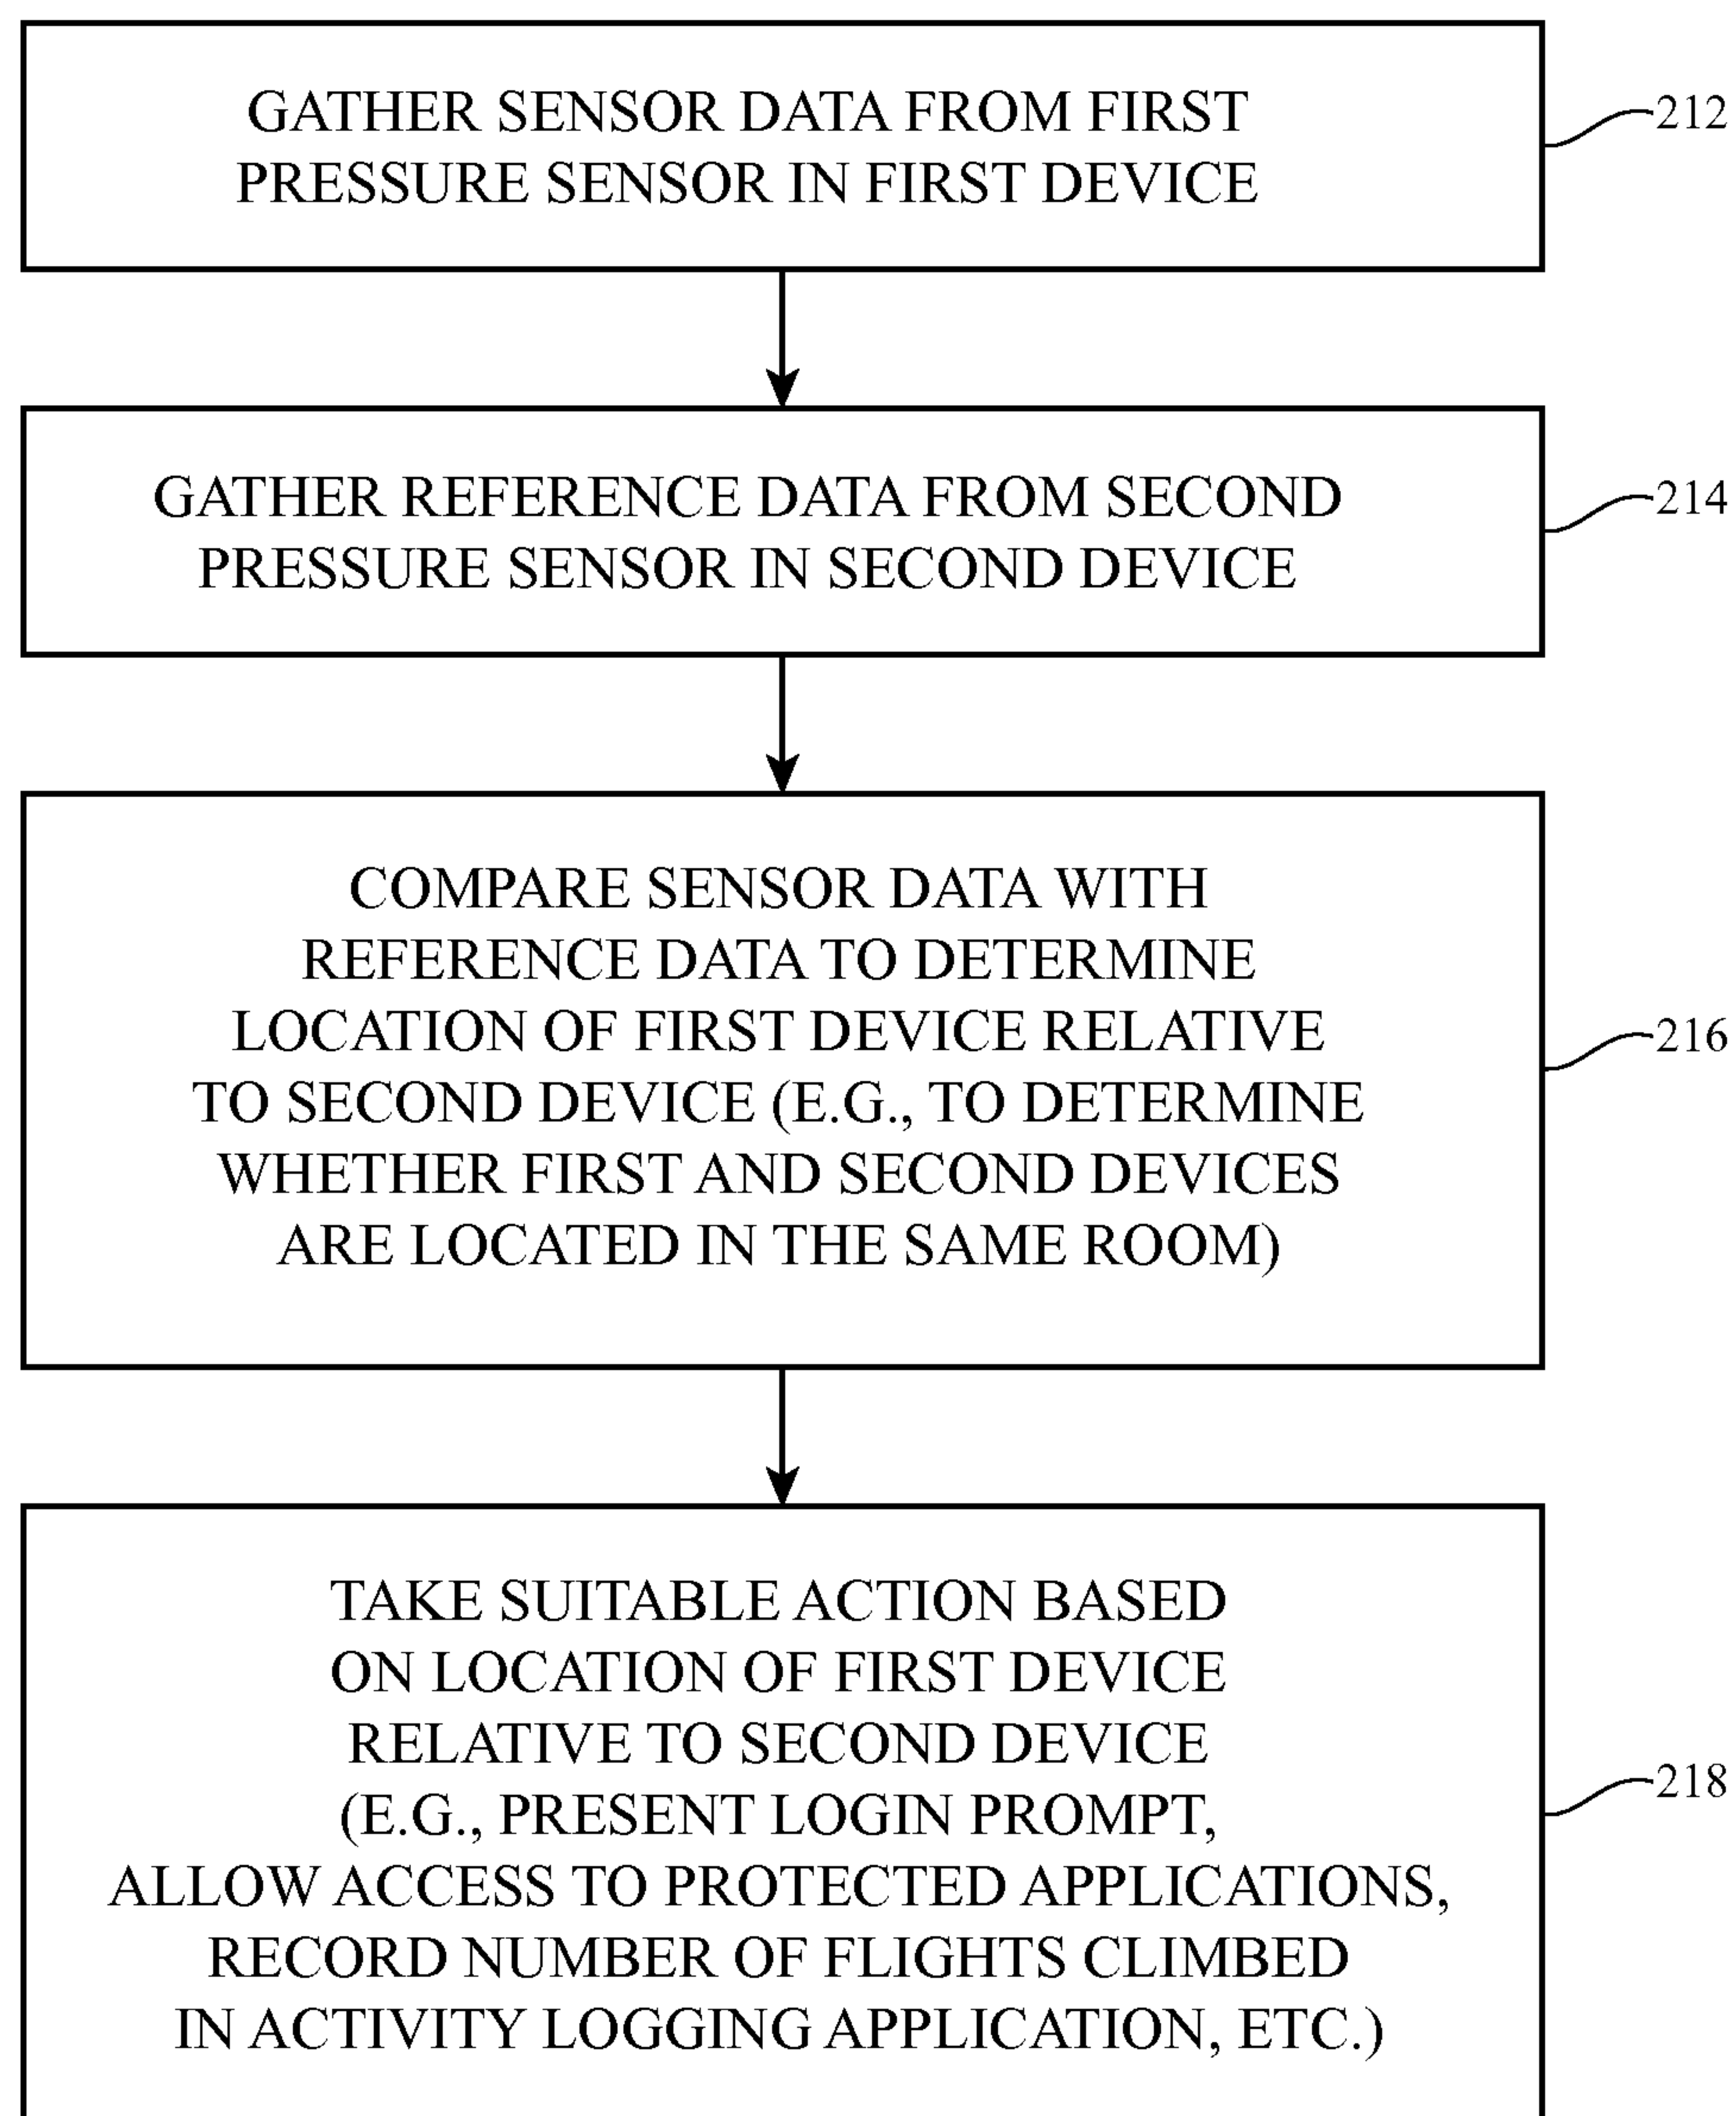 GATHER SENSOR DATA FROM FIRST
PRESSURE SENSOR IN FIRST DEVICE
212
GATHER REFERENCE DATA FROM SECOND
PRESSURE SENSOR IN SECOND DEVICE
214
COMPARE SENSOR DATA WITH
REFERENCE DATA TO DETERMINE
LOCATION OF FIRST DEVICE RELATIVE
TO SECOND DEVICE (E.G., TO DETERMINE
WHETHER FIRST AND SECOND DEVICES
ARE LOCATED IN THE SAME ROOM)
216
TAKE SUITABLE ACTION BASED
ON LOCATION OF FIRST DEVICE
RELATIVE TO SECOND DEVICE
(E.G., PRESENT LOGIN PROMPT,
ALLOW ACCESS TO PROTECTED APPLICATIONS,
RECORD NUMBER OF FLIGHTS CLIMBED
IN ACTIVITY LOGGING APPLICATION, ETC.)
218